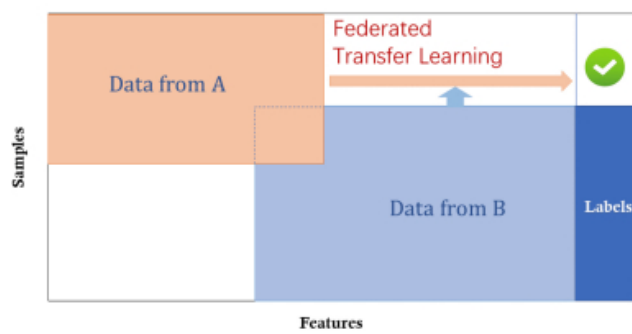 Federated
Transfer Learning
Data from A
Samples
Data from B
Labels
Features